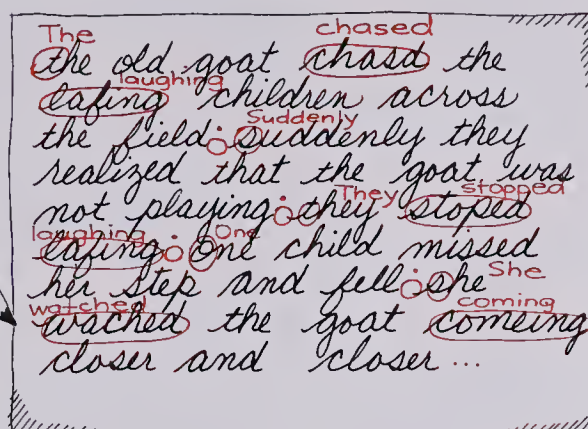 The chased
the old goat chasd the
laughing
lafing children across
Suddenly
the field. suddenly they
realized that the goat was
They stopped
not playing. they stoped
laughing One
lafing. one child missed
her step and fell. she She
watched coming
wached the goat comeing
closer and closer ...